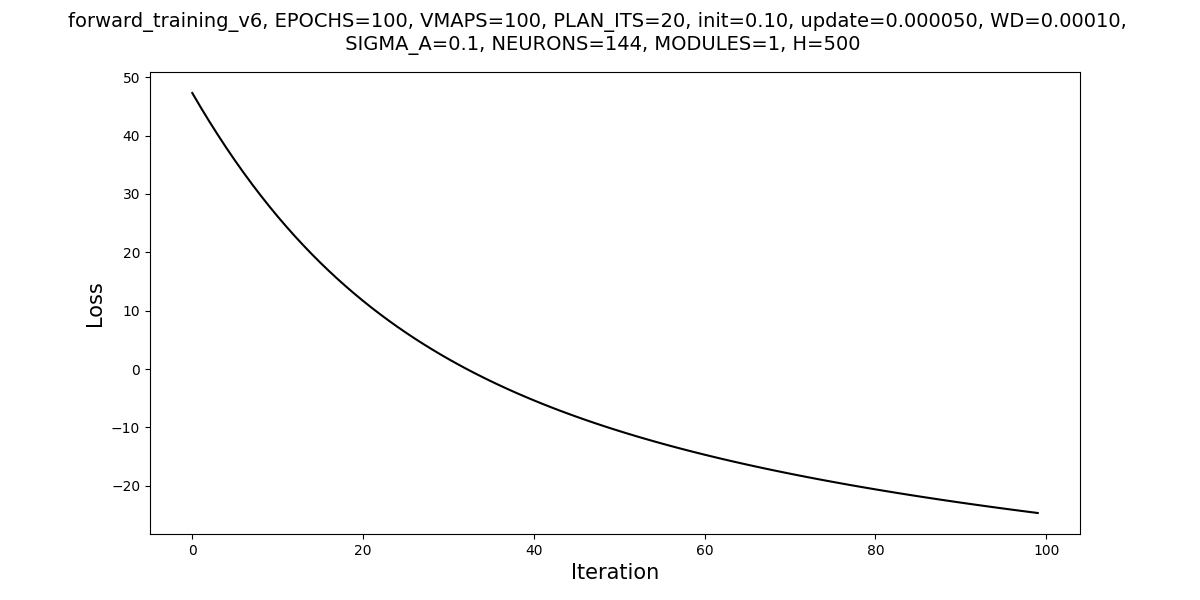 forward_training_v6, EPOCHS=100, VMAPS=100, PLAN_ITS=20, init=0.10, update=0.000050, WD=0.00010,
SIGMA_A=0.1, NEURONS=144, MODULES=1, H=500
50
40
30
20
10
0
−10
−20
Loss
0 20 40 60 80 100
Iteration